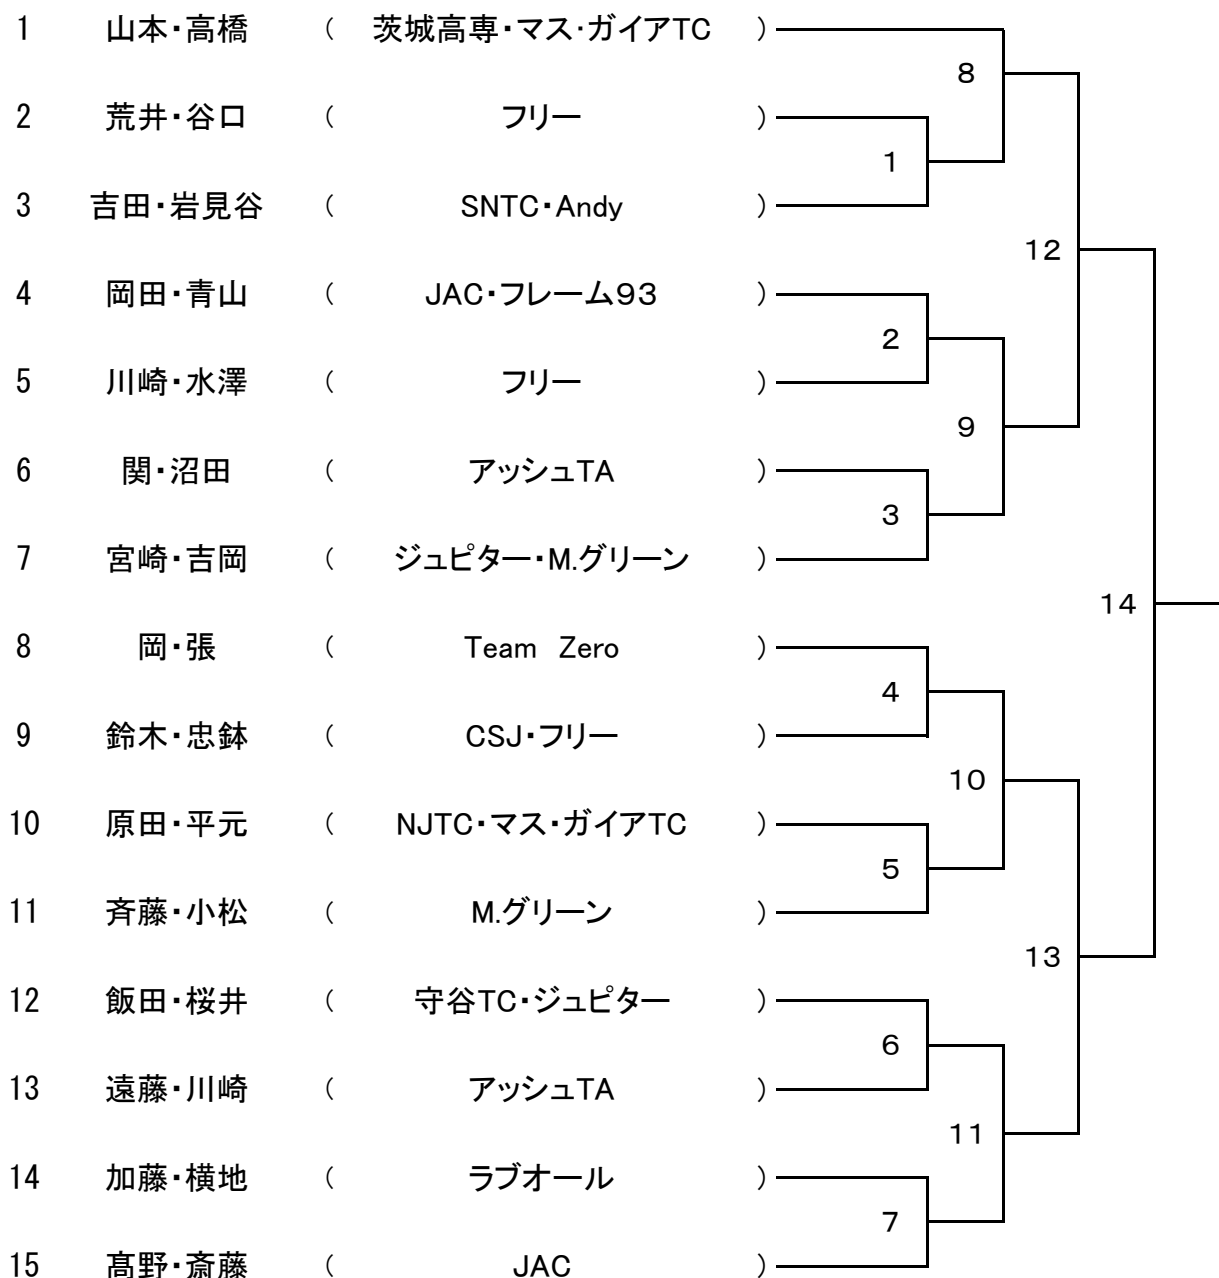 1 山本・高橋 （ 茨城高専・マス・ガイアTC ）
8
2 荒井・谷口 （ フリー ）
1
3 吉田・岩見谷 （ SNTC・Andy ）
12
4 岡田・青山 （ JAC・フレーム９３ ）
2
5 川崎・水澤 （ フリー ）
9
6 関・沼田 （ アッシュTA ）
3
7 宮崎・吉岡 （ ジュピター・M.グリーン ）
14
8 岡・張 （ Team　Zero ）
4
9 鈴木・忠鉢 （ CSJ・フリー ）
10
10 原田・平元 （ NJTC・マス・ガイアTC ）
5
11 斉藤・小松 （ M.グリーン ）
13
12 飯田・桜井 （ 守谷TC・ジュピター ）
6
13 遠藤・川崎 （ アッシュTA ）
11
14 加藤・横地 （ ラブオール ）
7
15 髙野・斎藤 （ JAC ）